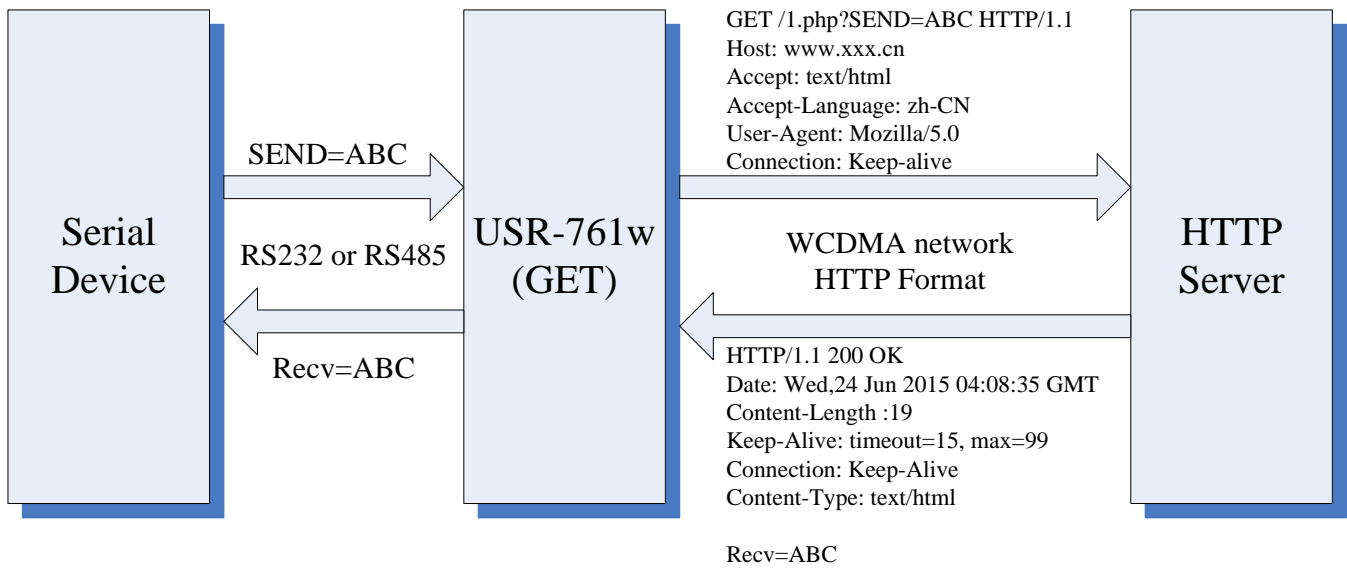 GET /1.php?SEND=ABC HTTP/1.1
Host: www.xxx.cn
Accept: text/html
Accept-Language: zh-CN
User-Agent: Mozilla/5.0
Connection: Keep-alive
SEND=ABC
Serial
Device
RS232 or RS485
USR-761w
(GET)
WCDMA network
HTTP Format
HTTP
Server
Recv=ABC
HTTP/1.1 200 OK
Date: Wed,24 Jun 2015 04:08:35 GMT
Content-Length :19
Keep-Alive: timeout=15, max=99
Connection: Keep-Alive
Content-Type: text/html
Recv=ABC